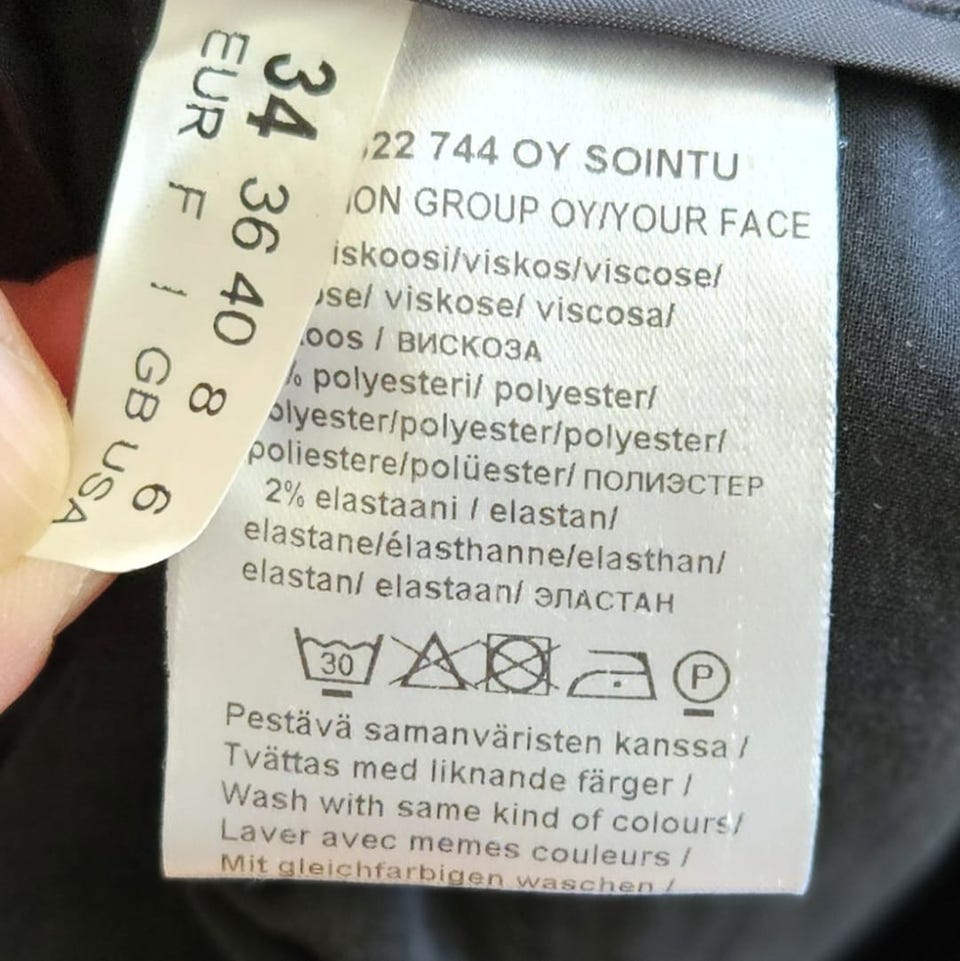 34 36 40 8 6
EUR F I GB USA
22 744 OY SOINTU
GROUP OY/YOUR FACE
iskoosi/viskos/viscose/
viskose/ viscosa/
/ ВИСКОЗА
% polyesteri/ polyester/
olyester/polyester/polyester/
poliestere/polüester/ ПОЛИЭСТЕР
2% elastaani / elastan/
elastane/élasthanne/elasthan/
elastan/ elastaan/ ЭЛАСТАН
30 P
Pestävä samanväristen kanssa /
Tvättas med liknande färger /
Wash with same kind of colours/
Laver avec memes couleurs /
Mit gleichfarbigen waschen /